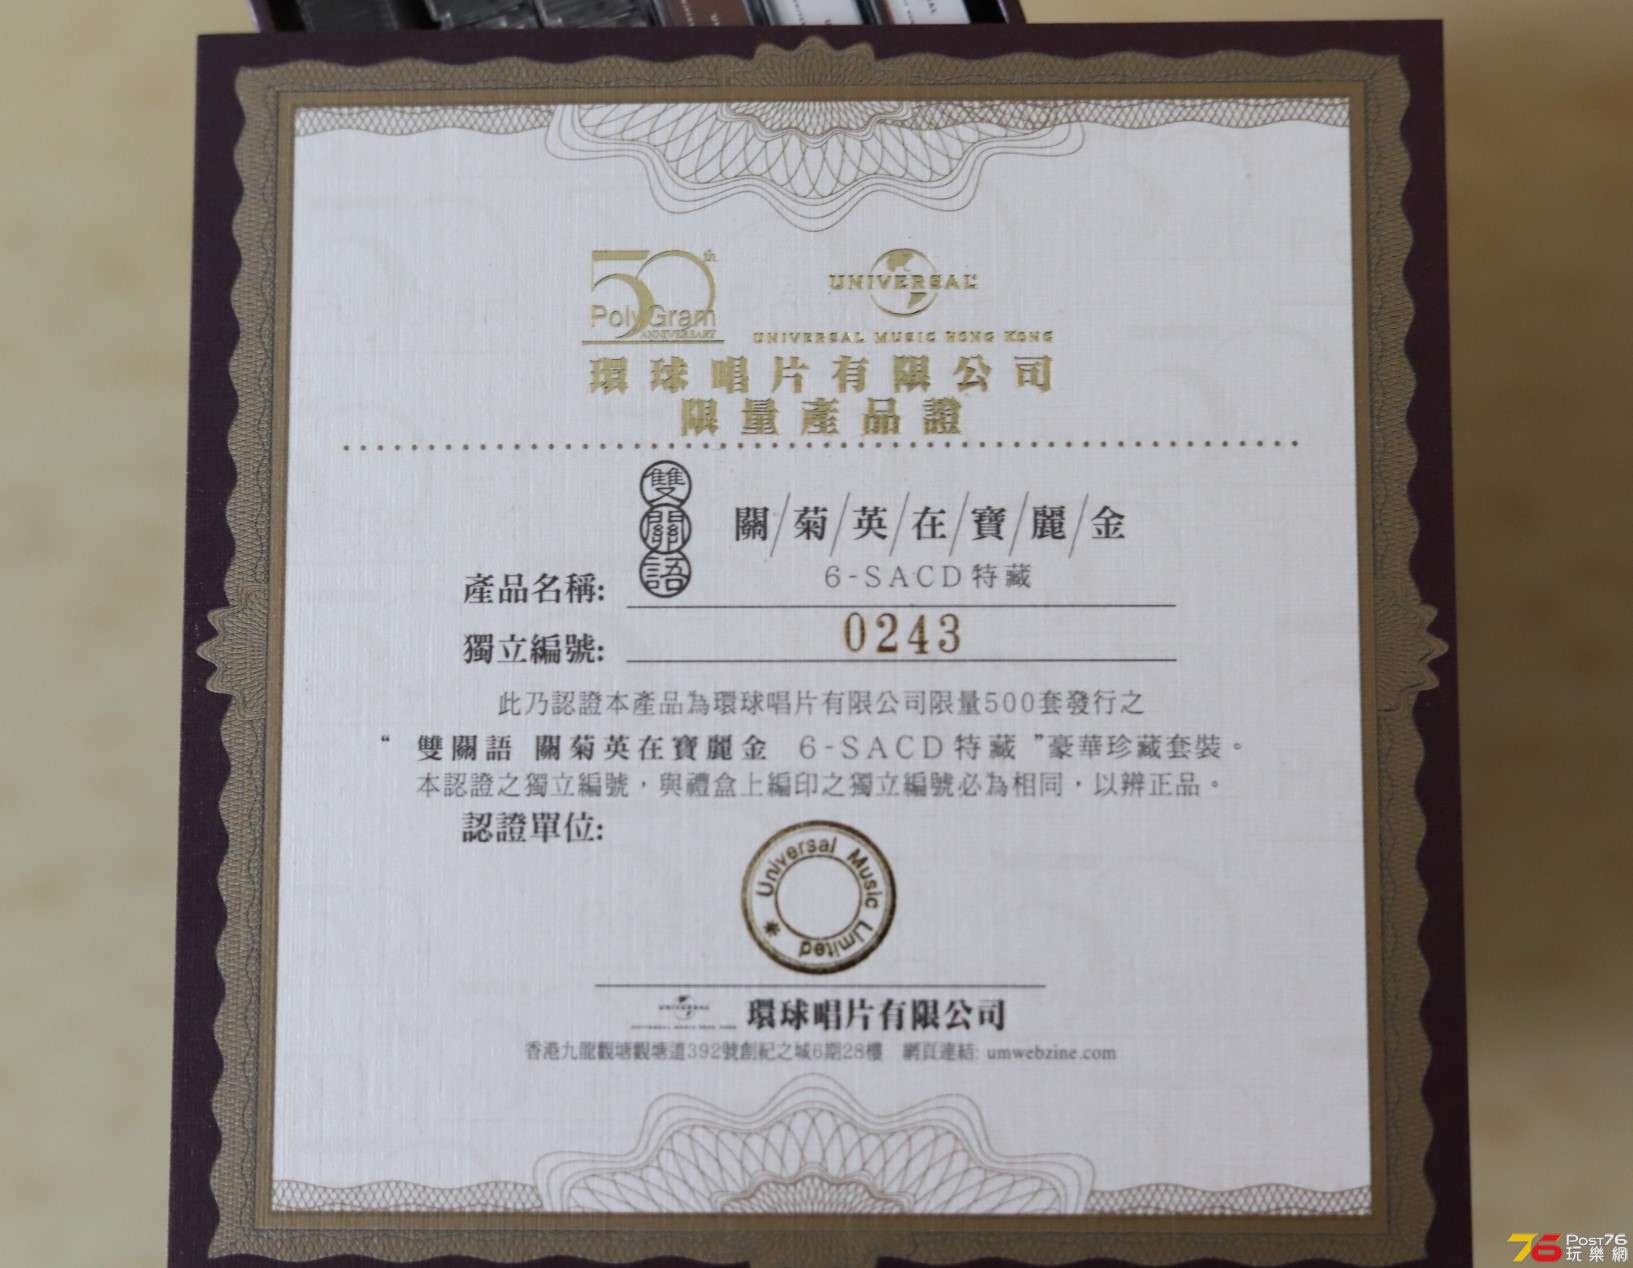 50th
PolyGram
ANNIVERSARY
UNIVERSAL
UNIVERSAL MUSIC HONG KONG
環球唱片有限公司
限量產品證
雙關語
關/菊/英/在/寶/麗/金
6-SACD特藏
產品名稱:
獨立編號: 0243
此乃認證本產品為環球唱片有限公司限量500套發行之
“ 雙關語 關菊英在寶麗金 6-SACD特藏 ”豪華珍藏套裝。
本認證之獨立編號，與禮盒上編印之獨立編號必為相同，以辨正品。
認證單位:
Universal Music Limited *
UNIVERSAL
環球唱片有限公司
香港九龍觀塘觀塘道392號創紀之城6期28樓 網頁連結: umwebzine.com
76 Post76
玩樂網